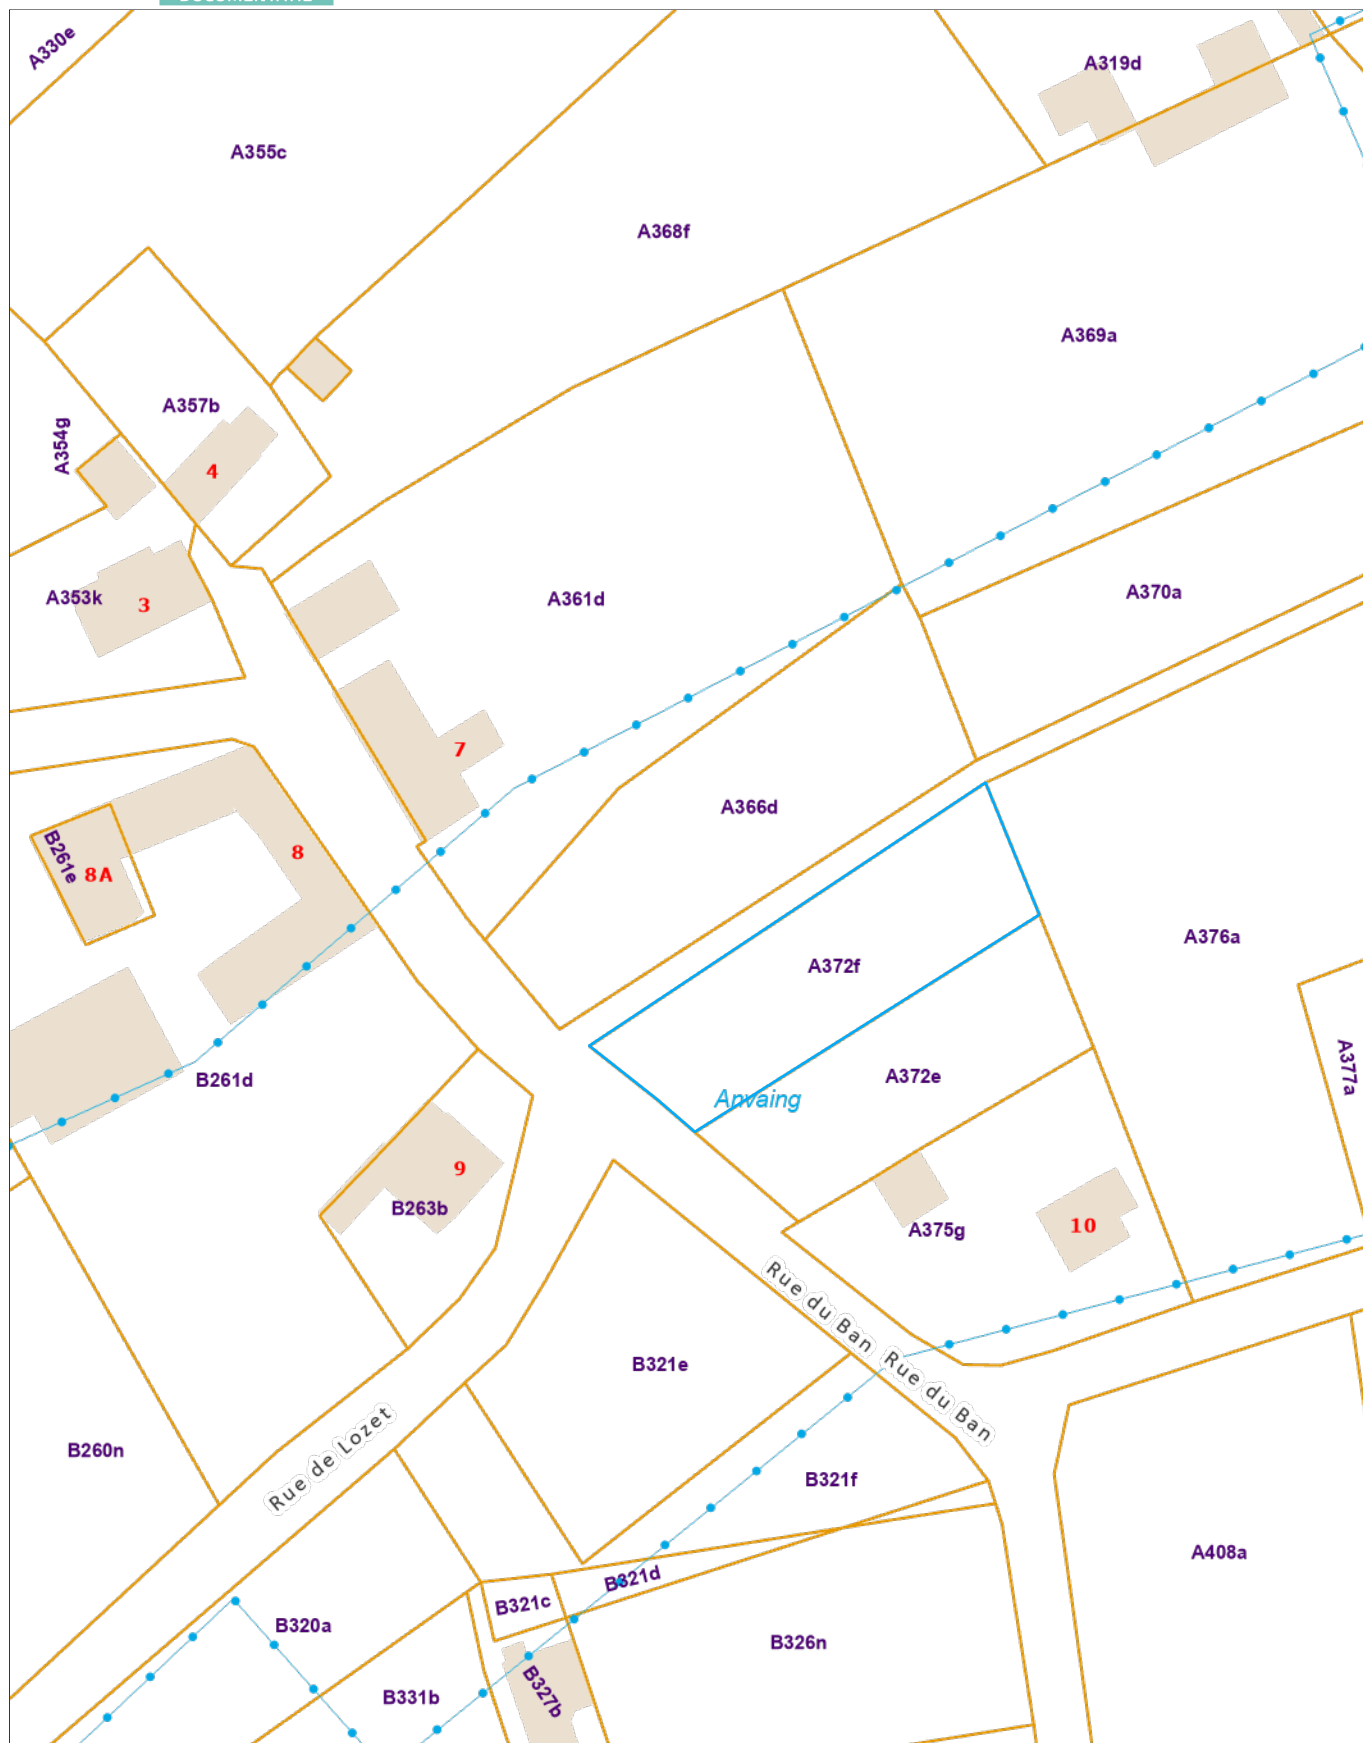 A330e
A319d
A355c
A368f
A369a
A357b
A354g
4
A370a
A353k
3
A361d
7
A366d
8
B261e
8A
A376a
A372f
A377a
A372e
B261d
Anvaing
9
B263b
A375g
10
Rue du Ban
Rue du Ban
B321e
Rue de Lozet
B260n
B321f
A408a
B321d
B321c
B320a
B326n
B327b
B331b